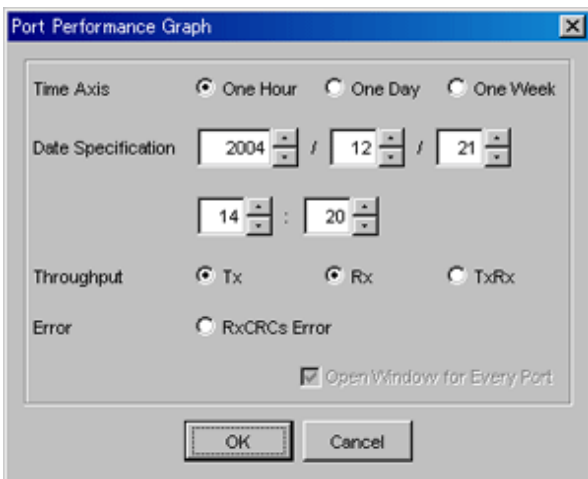 Port Performance Graph
Time Axis One Hour One Day One Week
Date Specification 2004 / 12 / 21
14 : 20
Throughput Tx Rx TxRx
Error RxCRCs Error
Open Window for Every Port
OK Cancel